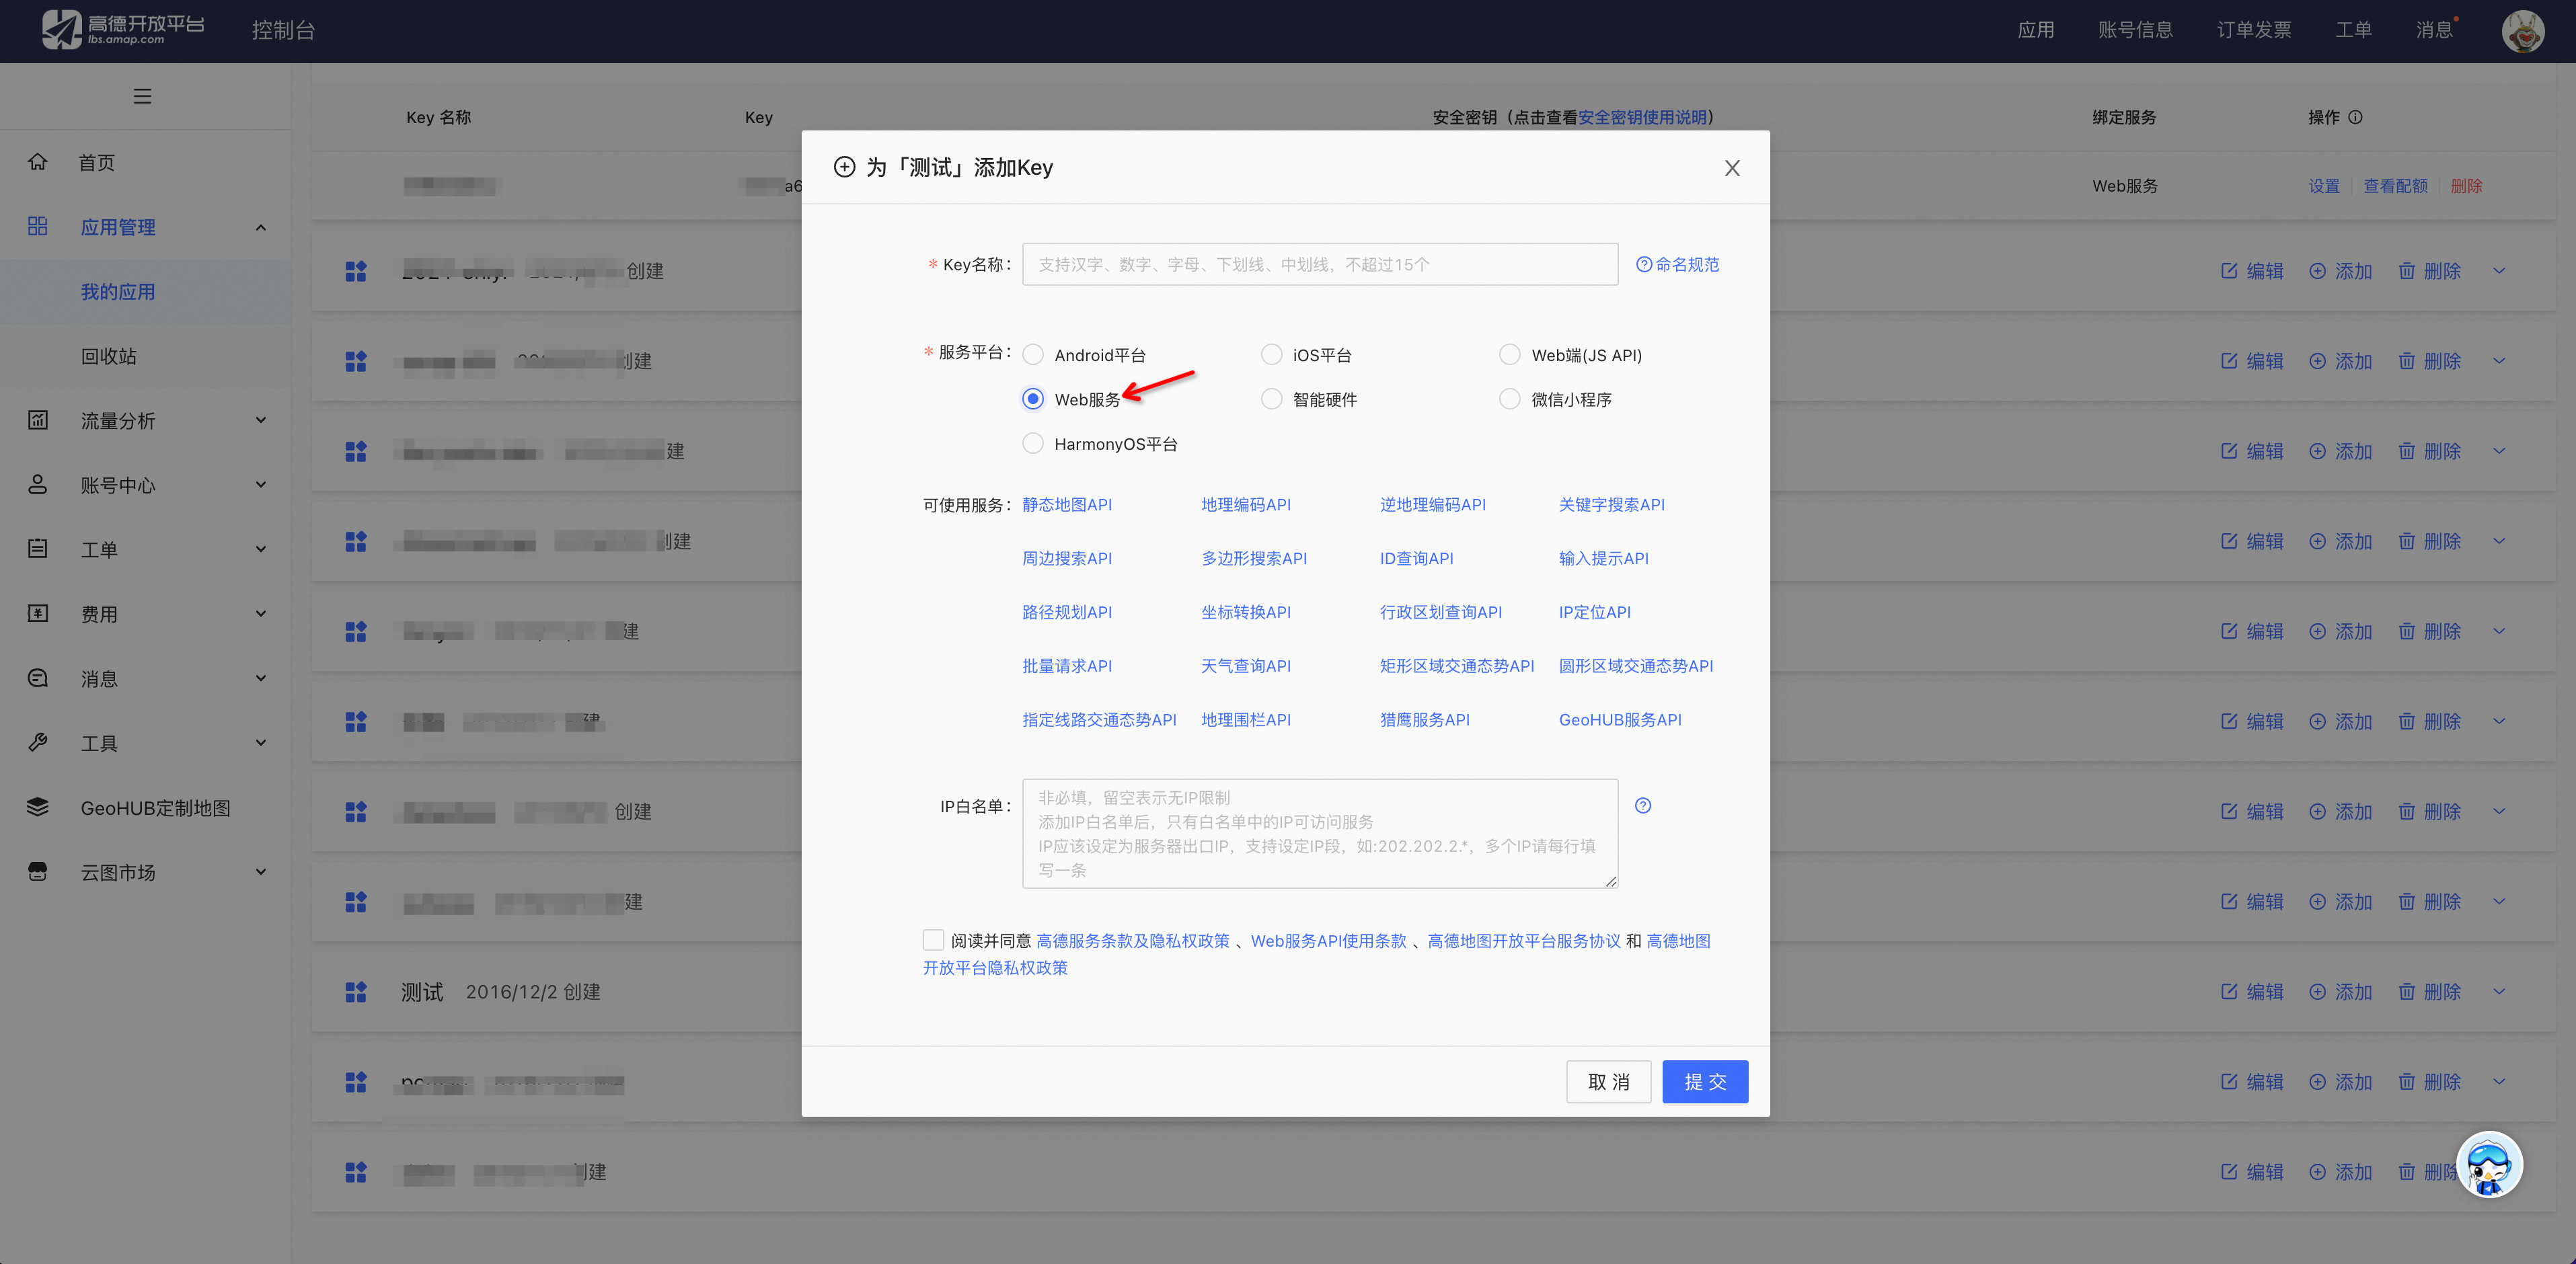 高德开放平台
lbs.amap.com
控制台
应用 账号信息 订单发票 工单 消息
首页
应用管理
我的应用
回收站
流量分析
账号中心
工单
费用
消息
工具
GeoHUB定制地图
云图市场
Key 名称 Key 安全密钥（点击查看安全密钥使用说明） 绑定服务 操作
a6 Web服务 设置 查看配额 删除
创建 编辑 添加 删除
创建 编辑 添加 删除
建 编辑 添加 删除
创建 编辑 添加 删除
建 编辑 添加 删除
建 编辑 添加 删除
创建 编辑 添加 删除
建 编辑 添加 删除
测试 2016/12/2 创建 编辑 添加 删除
编辑 添加 删除
创建 编辑 添加 删除
为「测试」添加Key
* Key名称： 支持汉字、数字、字母、下划线、中划线，不超过15个 命名规范
* 服务平台： Android平台 iOS平台 Web端(JS API)
Web服务 智能硬件 微信小程序
HarmonyOS平台
可使用服务： 静态地图API 地理编码API 逆地理编码API 关键字搜索API
周边搜索API 多边形搜索API ID查询API 输入提示API
路径规划API 坐标转换API 行政区划查询API IP定位API
批量请求API 天气查询API 矩形区域交通态势API 圆形区域交通态势API
指定线路交通态势API 地理围栏API 猎鹰服务API GeoHUB服务API
IP白名单： 非必填，留空表示无IP限制
添加IP白名单后，只有白名单中的IP可访问服务
IP应该设定为服务器出口IP，支持设定IP段，如:202.202.2.*，多个IP请每行填
写一条
阅读并同意 高德服务条款及隐私权政策 、Web服务API使用条款 、高德地图开放平台服务协议 和 高德地图
开放平台隐私权政策
取 消 提 交